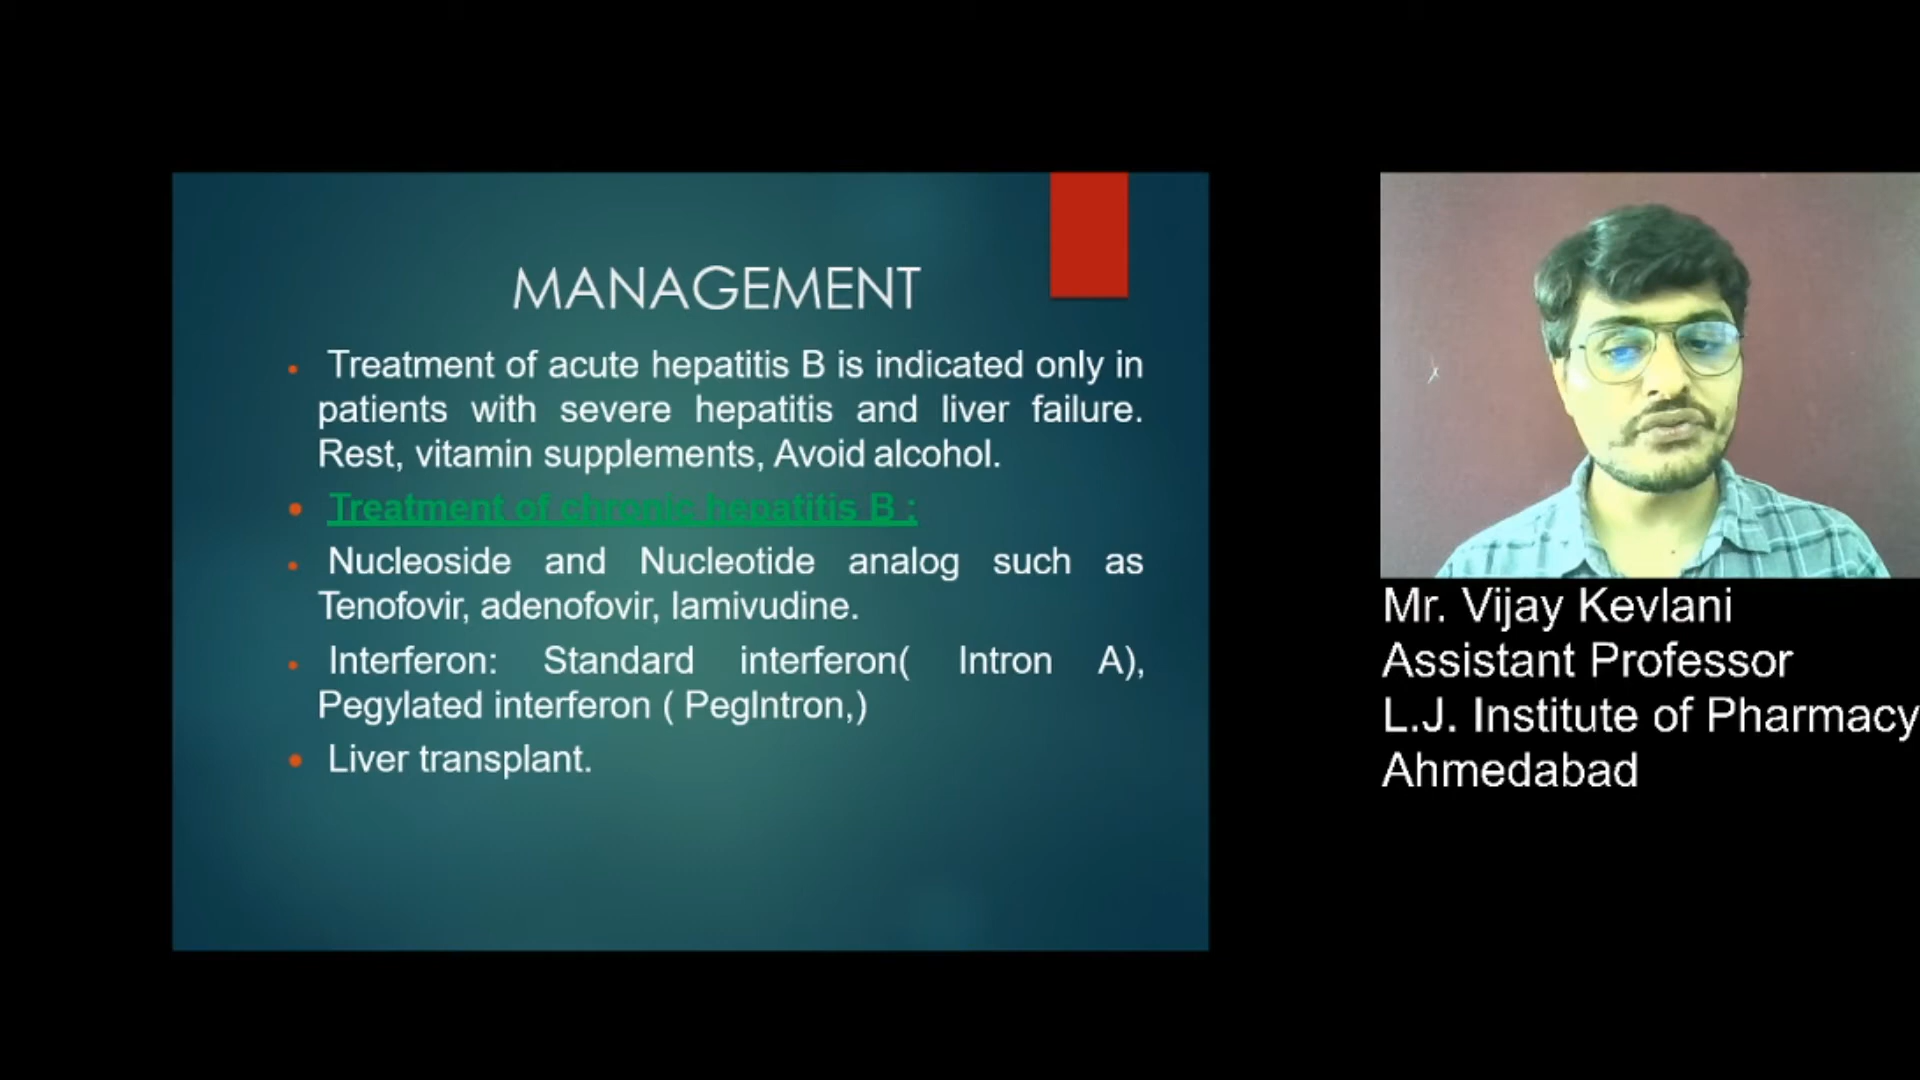 MANAGEMENT
• Treatment of acute hepatitis B is indicated only in
patients with severe hepatitis and liver failure.
Rest, vitamin supplements, Avoid alcohol.
• Treatment of chronic hepatitis B :
• Nucleoside and Nucleotide analog such as
Tenofovir, adenofovir, lamivudine.
• Interferon: Standard interferon( Intron A),
Pegylated interferon ( PegIntron,)
• Liver transplant.
Mr. Vijay Kevlani
Assistant Professor
L.J. Institute of Pharmacy
Ahmedabad